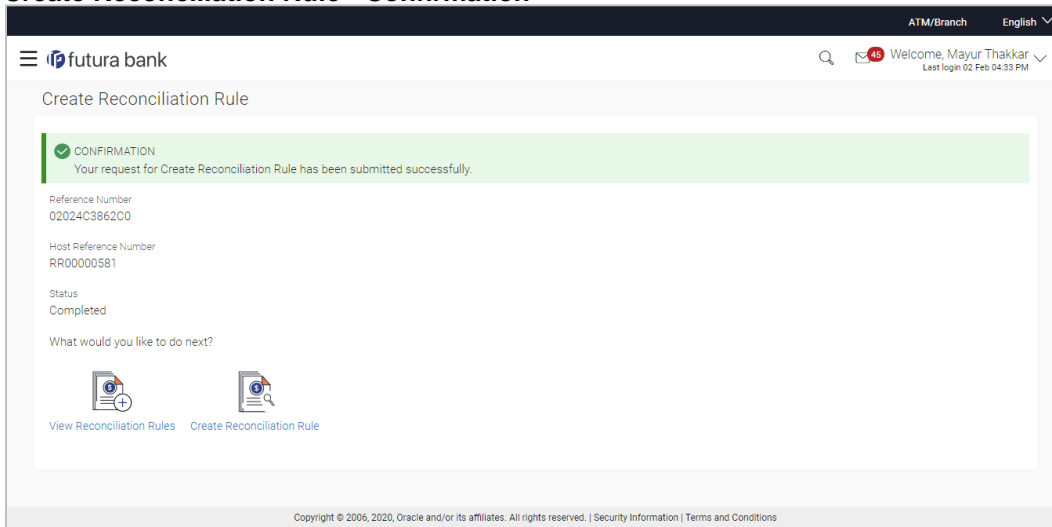 Create Reconciliation Rule - Confirmation
ATM/Branch English
futura bank 45 Welcome, Mayur Thakkar
Last login 02 Feb 04:33 PM
Create Reconciliation Rule
CONFIRMATION
Your request for Create Reconciliation Rule has been submitted successfully.
Reference Number
02024C3862C0
Host Reference Number
RR00000581
Status
Completed
What would you like to do next?
View Reconciliation Rules Create Reconciliation Rule
Copyright © 2006, 2020, Oracle and/or its affiliates. All rights reserved. | Security Information | Terms and Conditions